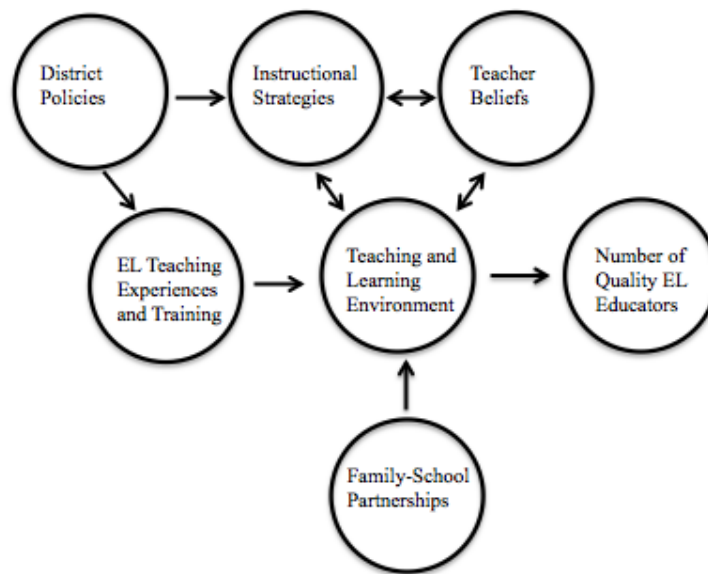 District
Policies
Instructional
Strategies
Teacher
Beliefs
EL Teaching
Experiences
and Training
Teaching and
Learning
Environment
Number of
Quality EL
Educators
Family-School
Partnerships